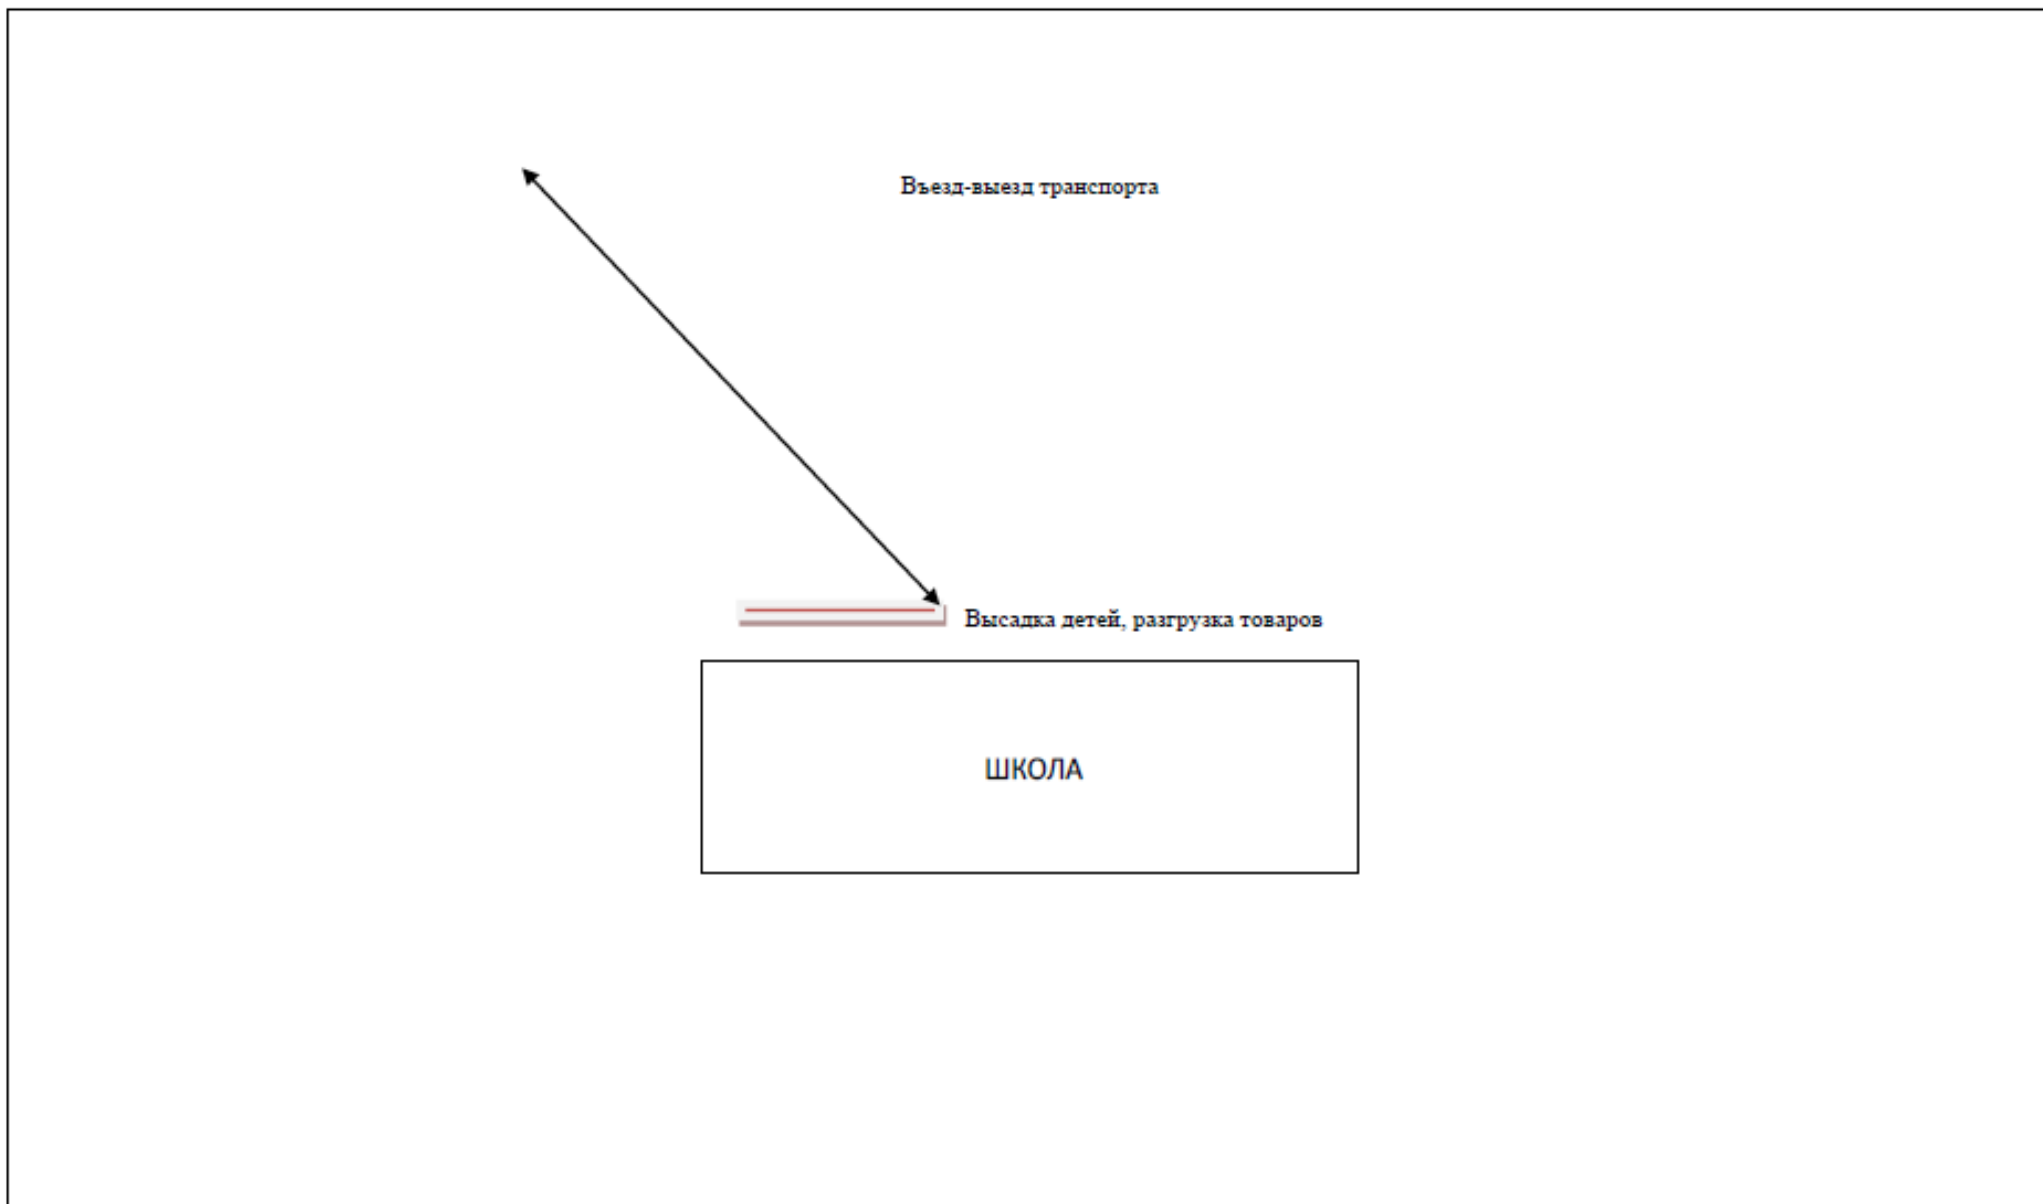 Въезд-выезд транспорта
Высадка детей, разгрузка товаров
ШКОЛА